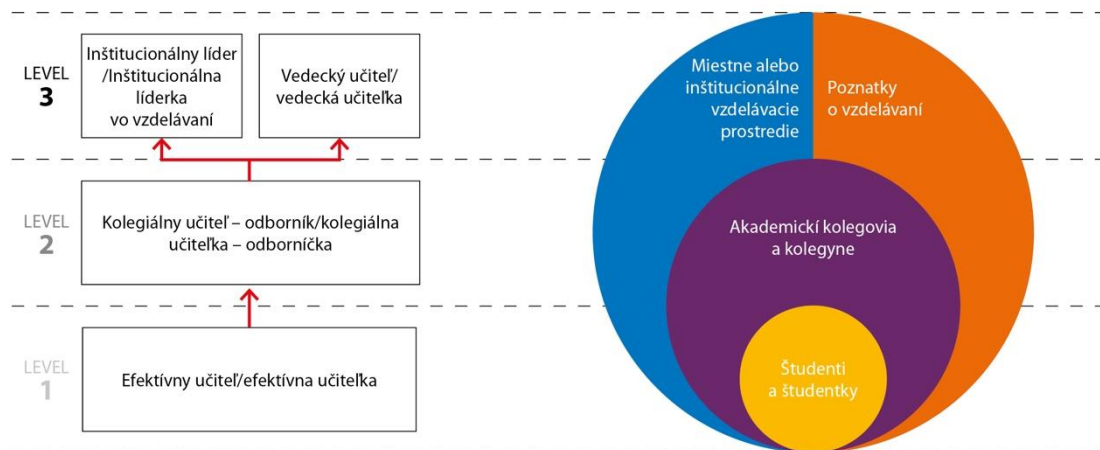 LEVEL
3
Inštitucionálny líder
/Inštitucionálna
líderka
vo vzdelávaní
Vedecký učiteľ/
vedecká učiteľka
Miestne alebo
inštitucionálne
vzdelávacie
prostredie
Poznatky
o vzdelávaní
LEVEL
2
Kolegiálny učiteľ – odborník/kolegiálna
učiteľka – odborníčka
Akademickí kolegovia
a kolegyne
LEVEL
1
Efektívny učiteľ/efektívna učiteľka
Študenti
a študentky